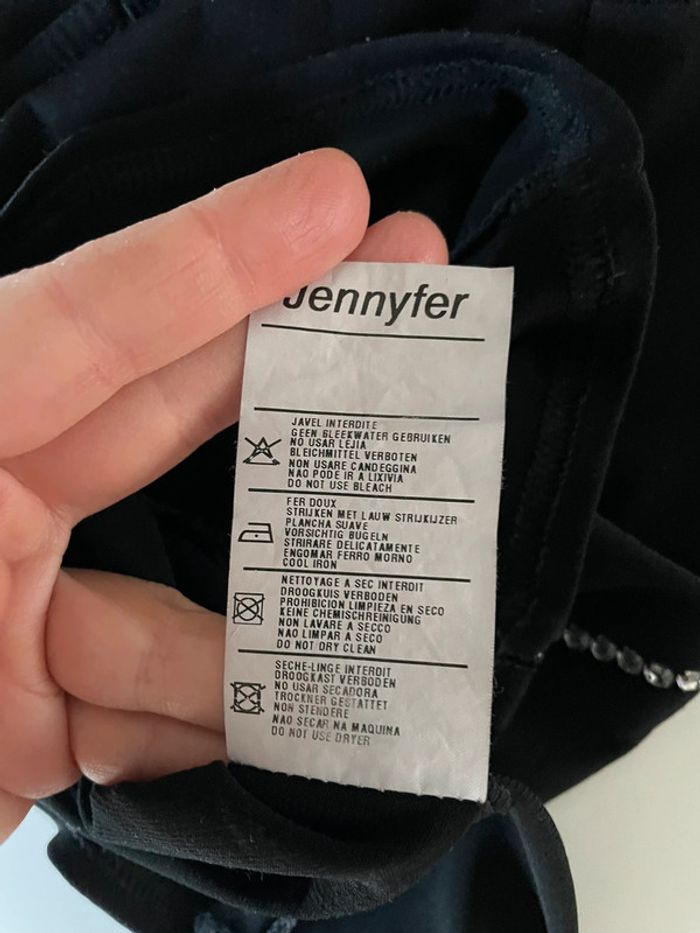 Jennyfer
JAVEL INTERDITE
GEEN BLEEKWATER GEBRUIKEN
NO USAR LEJIA
BLEICHMITTEL VERBOTEN
NON USARE CANDEGGINA
NAO PODE IR A LIXIVIA
DO NOT USE BLEACH
FER DOUX
STRIJKEN MET LAUW STRIJKIJZER
PLANCHA SUAVE
VORSICHTIG BUGELN
STRIRARE DELICATAMENTE
ENGOMAR FERRO MORNO
COOL IRON
NETTOYAGE A SEC INTERDIT
DROOGKUIS VERBODEN
PROHIBICION LIMPIEZA EN SECO
KEINE CHEMISCHREINIGUNG
NON LAVARE A SECCO
NAO LIMPAR A SECO
DO NOT DRY CLEAN
SECHE-LINGE INTERDIT
DROOGKAST VERBODEN
NO USAR SECADORA
TROCKNER GESTATTET
NON STENDERE
NAO SECAR NA MAQUINA
DO NOT USE DRYER